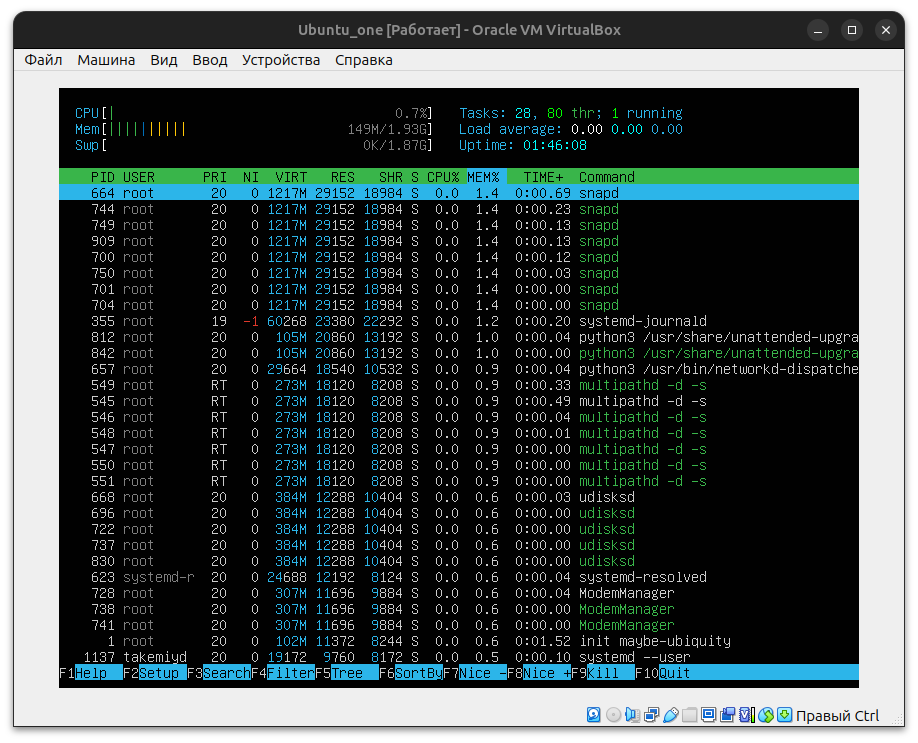 Ubuntu_one [Работает] - Oracle VM VirtualBox
Файл Машина Вид Ввод Устройства Справка
CPU[| 0.7%] Tasks: 28, 80 thr; 1 running
Mem[|||||||||| 149M/1.93G] Load average: 0.00 0.00 0.00
Swp[ 0K/1.87G] Uptime: 01:46:08
PID USER PRI NI VIRT RES SHR S CPU% MEM% TIME+ Command
664 root 20 0 1217M 29152 18984 S 0.0 1.4 0:00.69 snapd
744 root 20 0 1217M 29152 18984 S 0.0 1.4 0:00.23 snapd
749 root 20 0 1217M 29152 18984 S 0.0 1.4 0:00.13 snapd
909 root 20 0 1217M 29152 18984 S 0.0 1.4 0:00.13 snapd
700 root 20 0 1217M 29152 18984 S 0.0 1.4 0:00.12 snapd
750 root 20 0 1217M 29152 18984 S 0.0 1.4 0:00.03 snapd
701 root 20 0 1217M 29152 18984 S 0.0 1.4 0:00.00 snapd
704 root 20 0 1217M 29152 18984 S 0.0 1.4 0:00.00 snapd
355 root 19 -1 60268 23380 22292 S 0.0 1.2 0:00.20 systemd-journald
812 root 20 0 105M 20860 13192 S 0.0 1.0 0:00.04 python3 /usr/share/unattended-upgra
842 root 20 0 105M 20860 13192 S 0.0 1.0 0:00.00 python3 /usr/share/unattended-upgra
657 root 20 0 29664 18540 10532 S 0.0 0.9 0:00.04 python3 /usr/bin/networkd-dispatche
549 root RT 0 273M 18120 8208 S 0.0 0.9 0:00.33 multipathd -d -s
545 root RT 0 273M 18120 8208 S 0.0 0.9 0:00.49 multipathd -d -s
546 root RT 0 273M 18120 8208 S 0.0 0.9 0:00.04 multipathd -d -s
548 root RT 0 273M 18120 8208 S 0.0 0.9 0:00.01 multipathd -d -s
547 root RT 0 273M 18120 8208 S 0.0 0.9 0:00.00 multipathd -d -s
550 root RT 0 273M 18120 8208 S 0.0 0.9 0:00.00 multipathd -d -s
551 root RT 0 273M 18120 8208 S 0.0 0.9 0:00.00 multipathd -d -s
668 root 20 0 384M 12288 10404 S 0.0 0.6 0:00.03 udisksd
696 root 20 0 384M 12288 10404 S 0.0 0.6 0:00.00 udisksd
722 root 20 0 384M 12288 10404 S 0.0 0.6 0:00.00 udisksd
737 root 20 0 384M 12288 10404 S 0.0 0.6 0:00.00 udisksd
830 root 20 0 384M 12288 10404 S 0.0 0.6 0:00.00 udisksd
623 systemd-r 20 0 24688 12192 8124 S 0.0 0.6 0:00.04 systemd-resolved
728 root 20 0 307M 11696 9884 S 0.0 0.6 0:00.04 ModemManager
738 root 20 0 307M 11696 9884 S 0.0 0.6 0:00.00 ModemManager
741 root 20 0 307M 11696 9884 S 0.0 0.6 0:00.00 ModemManager
1 root 20 0 102M 11372 8244 S 0.0 0.6 0:01.52 init maybe-ubiquity
1137 takemiyd 20 0 19172 9760 8172 S 0.0 0.5 0:00.10 systemd --user
F1Help F2Setup F3SearchF4FilterF5Tree F6SortByF7Nice -F8Nice +F9Kill F10Quit
Правый Ctrl